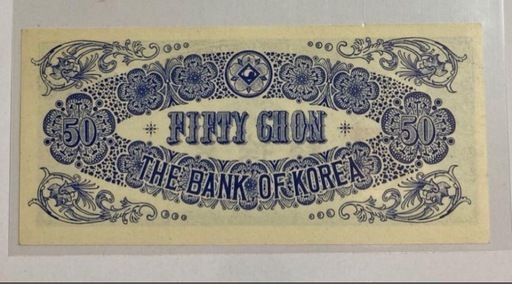 50 FIFTY CHON 50
THE BANK OF KOREA